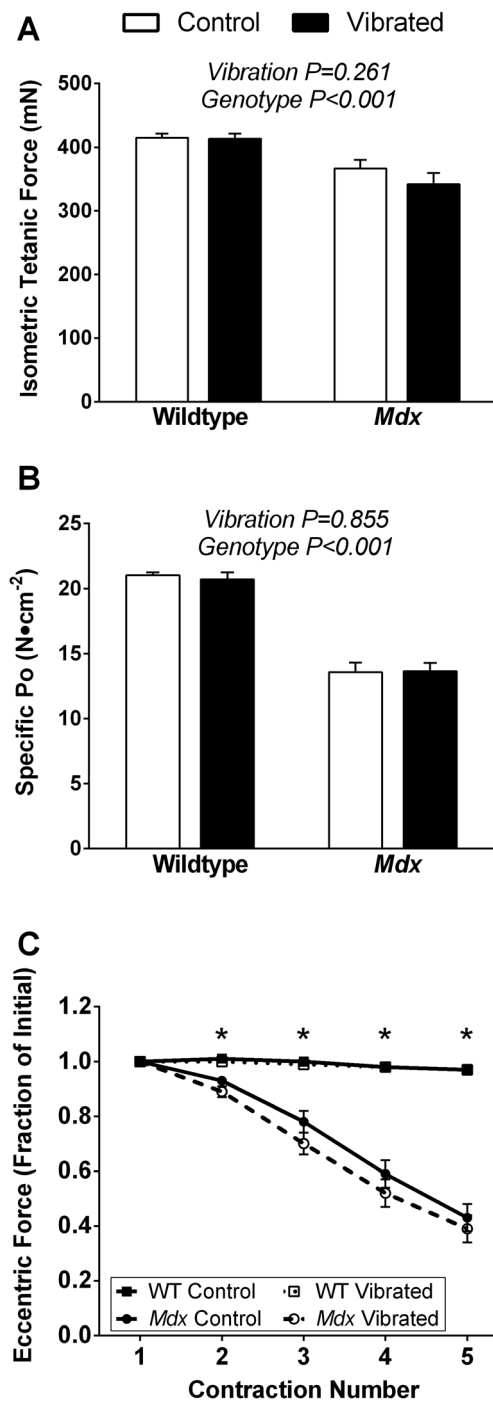 A
Control Vibrated
Vibration P=0.261
Genotype P<0.001
Isometric Tetanic Force (mN)
500
400
300
200
100
0
Wildtype Mdx
B
Vibration P=0.855
Genotype P<0.001
Specific Po (N•cm-2)
25
20
15
10
5
0
Wildtype Mdx
C
Eccentric Force (Fraction of Initial)
1.2
1.0
0.8
0.6
0.4
0.2
0.0
* * * *
WT Control WT Vibrated
Mdx Control Mdx Vibrated
1 2 3 4 5
Contraction Number